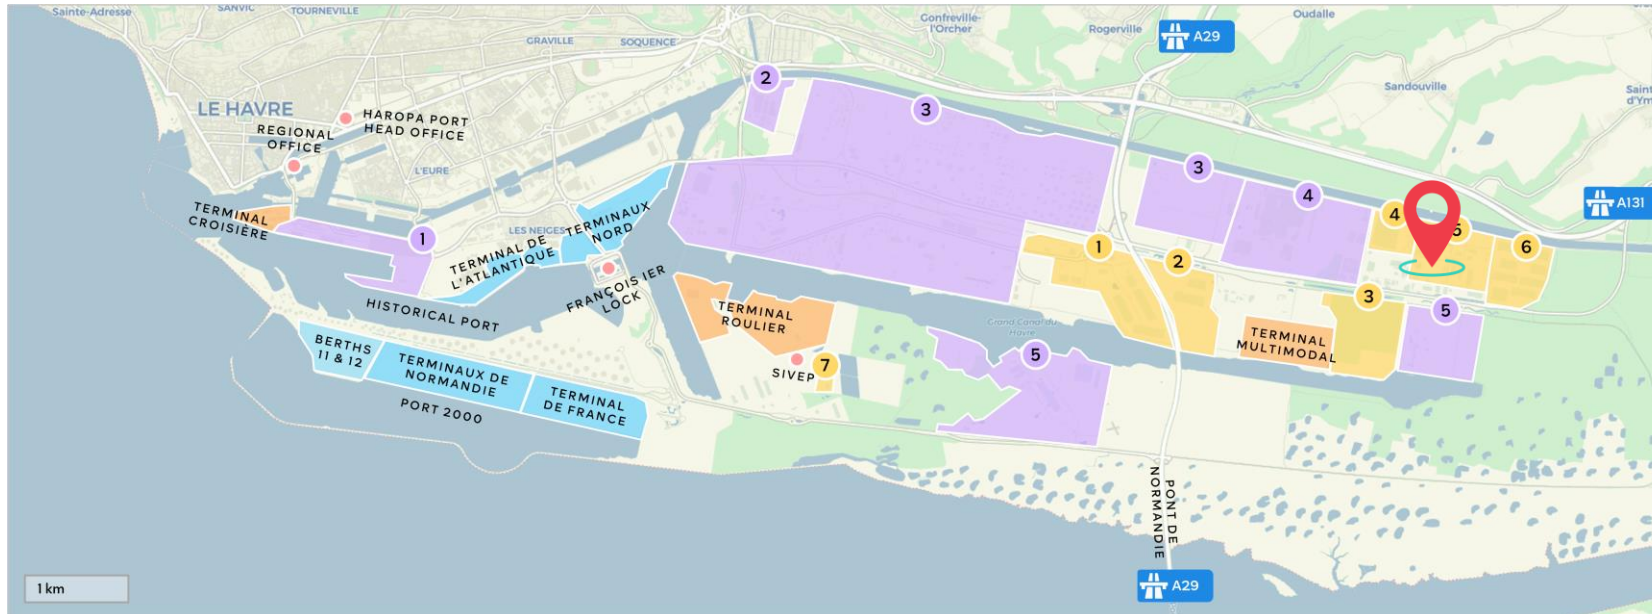 Sainte-Adresse
SANVIC
TOURNEVILLE
GRAVILLE
SOQUENCE
Gonfreville-
l'Orcher
Rogerville
A29
Oudalle
Sandouville
Saint
d'Ym
LE HAVRE
HAROPA PORT
HEAD OFFICE
REGIONAL
OFFICE
L'EURE
2
3
3
4
4
5
6
A131
TERMINAL
CROISIÈRE
1
LES NEIGES
TERMINAUX
NORD
TERMINAL DE
L'ATLANTIQUE
FRANÇOIS IER
LOCK
HISTORICAL PORT
1
2
3
5
BERTHS
11 & 12
TERMINAUX DE
NORMANDIE
TERMINAL
DE FRANCE
PORT 2000
TERMINAL
ROULIER
SIVEP
7
Grand Canal du
Havre
5
TERMINAL
MULTIMODAL
PONT DE
NORMANDIE
A29
1 km